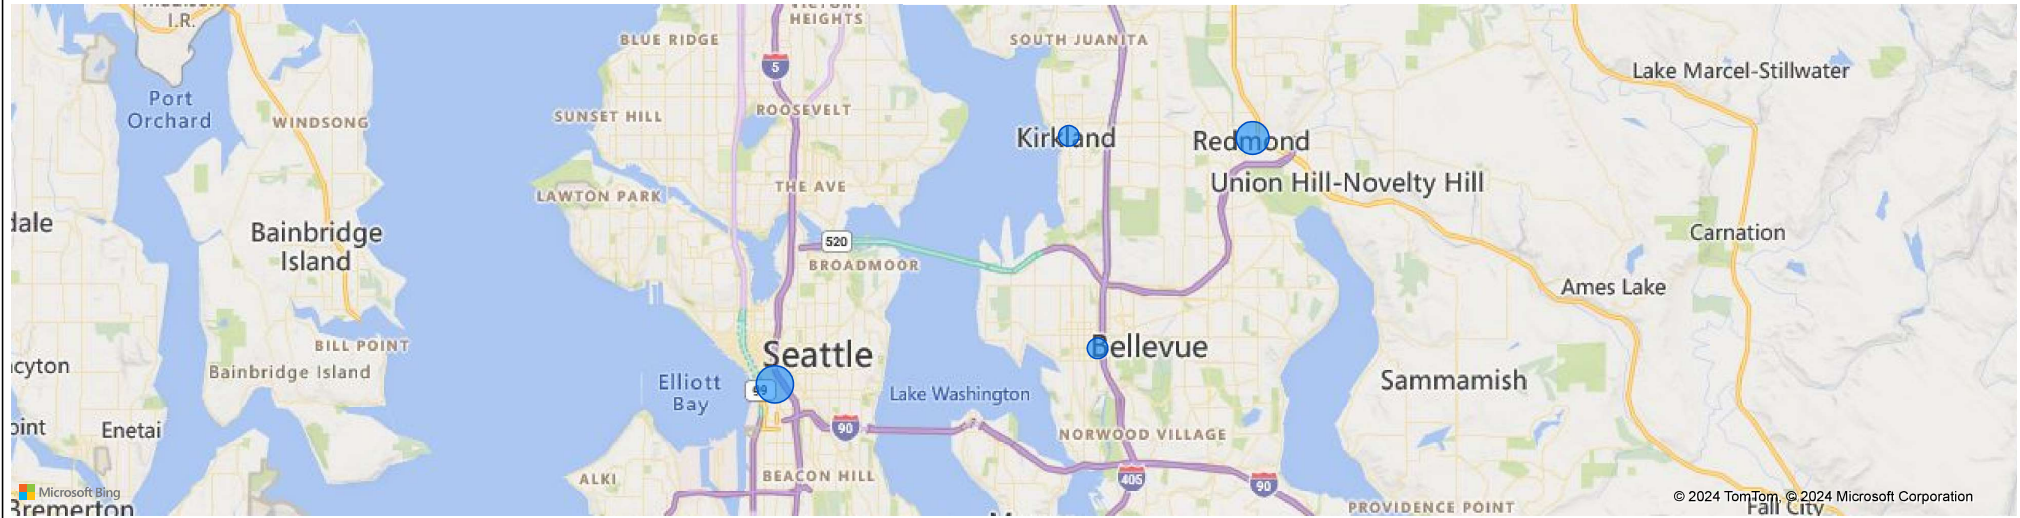 I.R.
HEIGHTS
BLUE RIDGE
SOUTH JUANITA
5
Lake Marcel-Stillwater
Port
Orchard
WINDSONG
SUNSET HILL
ROOSEVELT
Kirkland
Redmond
THE AVE
LAWTON PARK
Union Hill-Novelty Hill
dale
Bainbridge
Island
520
BROADMOOR
Carnation
Ames Lake
BILL POINT
Bainbridge Island
Seattle
Bellevue
Elliott
Bay
99
Lake Washington
Sammamish
Enetai
90
NORWOOD VILLAGE
ALKI
BEACON HILL
405
90
Microsoft Bing
Bremerton
PROVIDENCE POINT
© 2024 TomTom, © 2024 Microsoft Corporation
Fall City